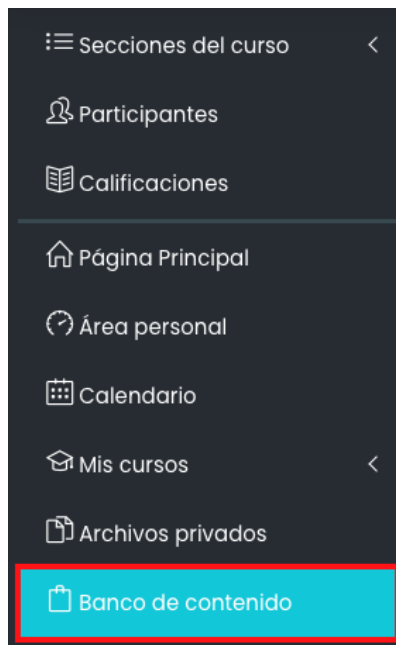 Secciones del curso
Participantes
Calificaciones
Página Principal
Área personal
Calendario
Mis cursos
Archivos privados
Banco de contenido